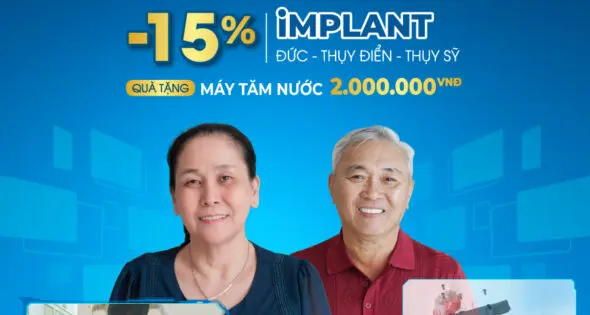 -15% iMPLANT
ĐỨC - THỤY ĐIỂN - THỤY SỸ
QUÀ TẶNG MÁY TĂM NƯỚC 2.000.000VNĐ